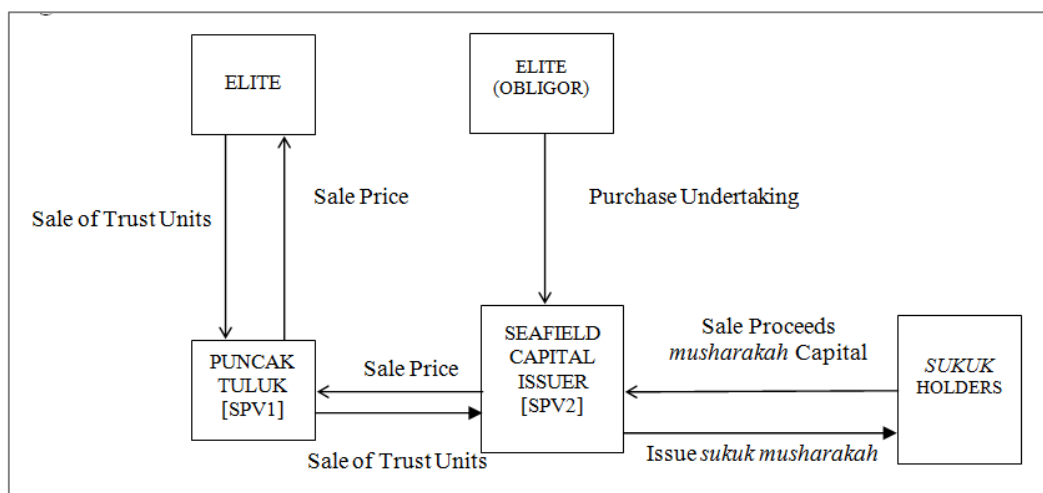 ELITE
ELITE
(OBLIGOR)
Sale Price
Purchase Undertaking
Sale of Trust Units
PUNCAK
TULUK
[SPV1]
Sale Price
SEAFIELD
CAPITAL
ISSUER
[SPV2]
Sale Proceeds
musharakah Capital
SUKUK
HOLDERS
Sale of Trust Units
Issue sukuk musharakah